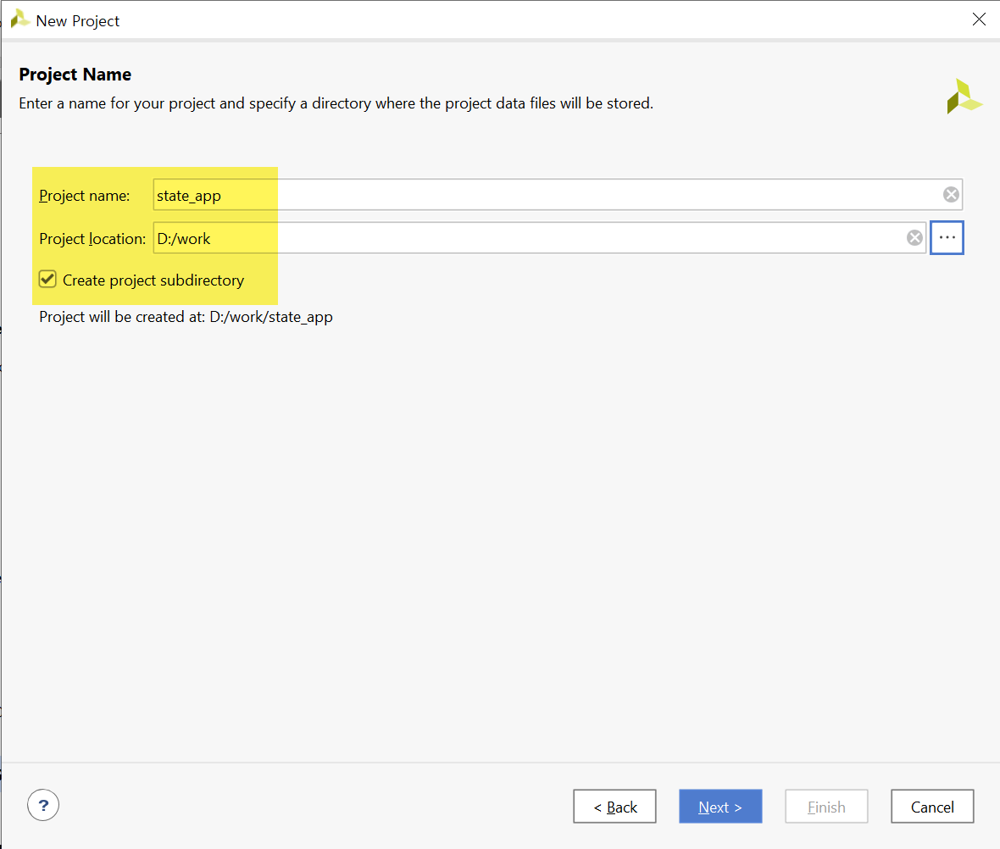 New Project
Project Name
Enter a name for your project and specify a directory where the project data files will be stored.
Project name: state_app
Project location: D:/work ...
Create project subdirectory
Project will be created at: D:/work/state_app
? < Back Next > Finish Cancel